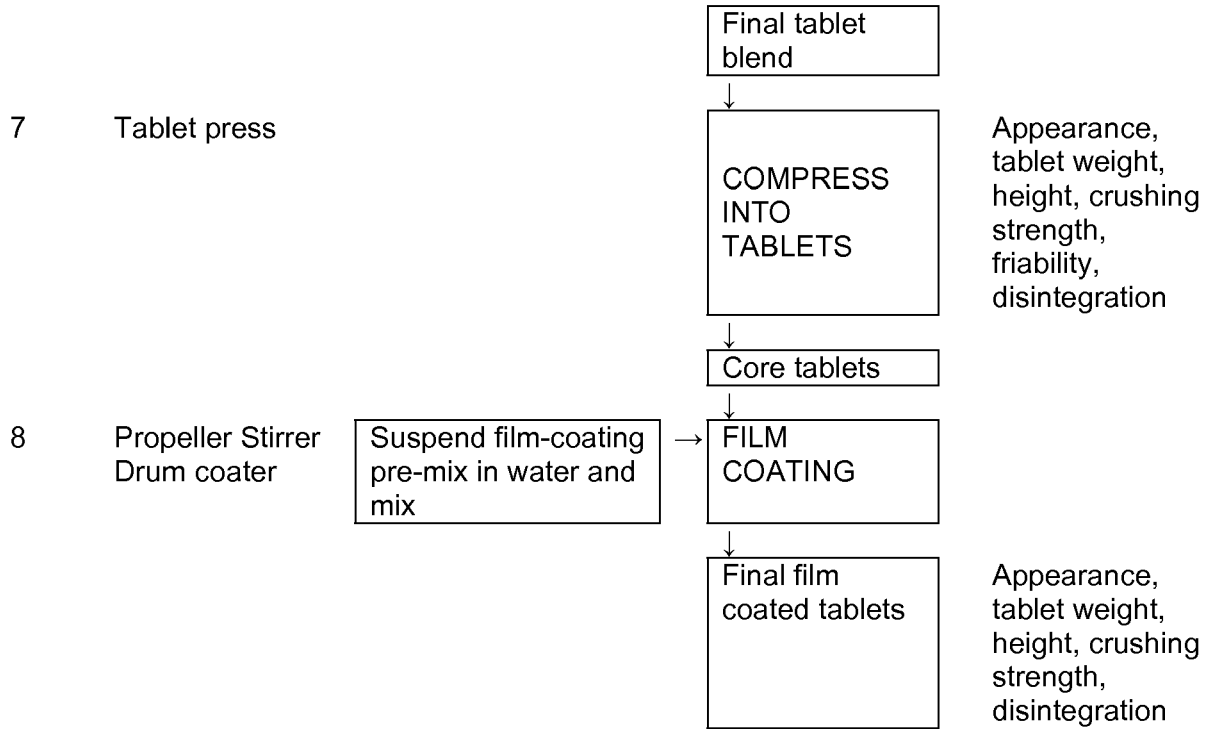 Final tablet
blend
↓
7 Tablet press
COMPRESS
INTO
TABLETS
Appearance,
tablet weight,
height, crushing
strength,
friability,
disintegration
↓
Core tablets
↓
8 Propeller Stirrer
Drum coater
Suspend film-coating
pre-mix in water and
mix
→
FILM
COATING
↓
Final film
coated tablets
Appearance,
tablet weight,
height, crushing
strength,
disintegration